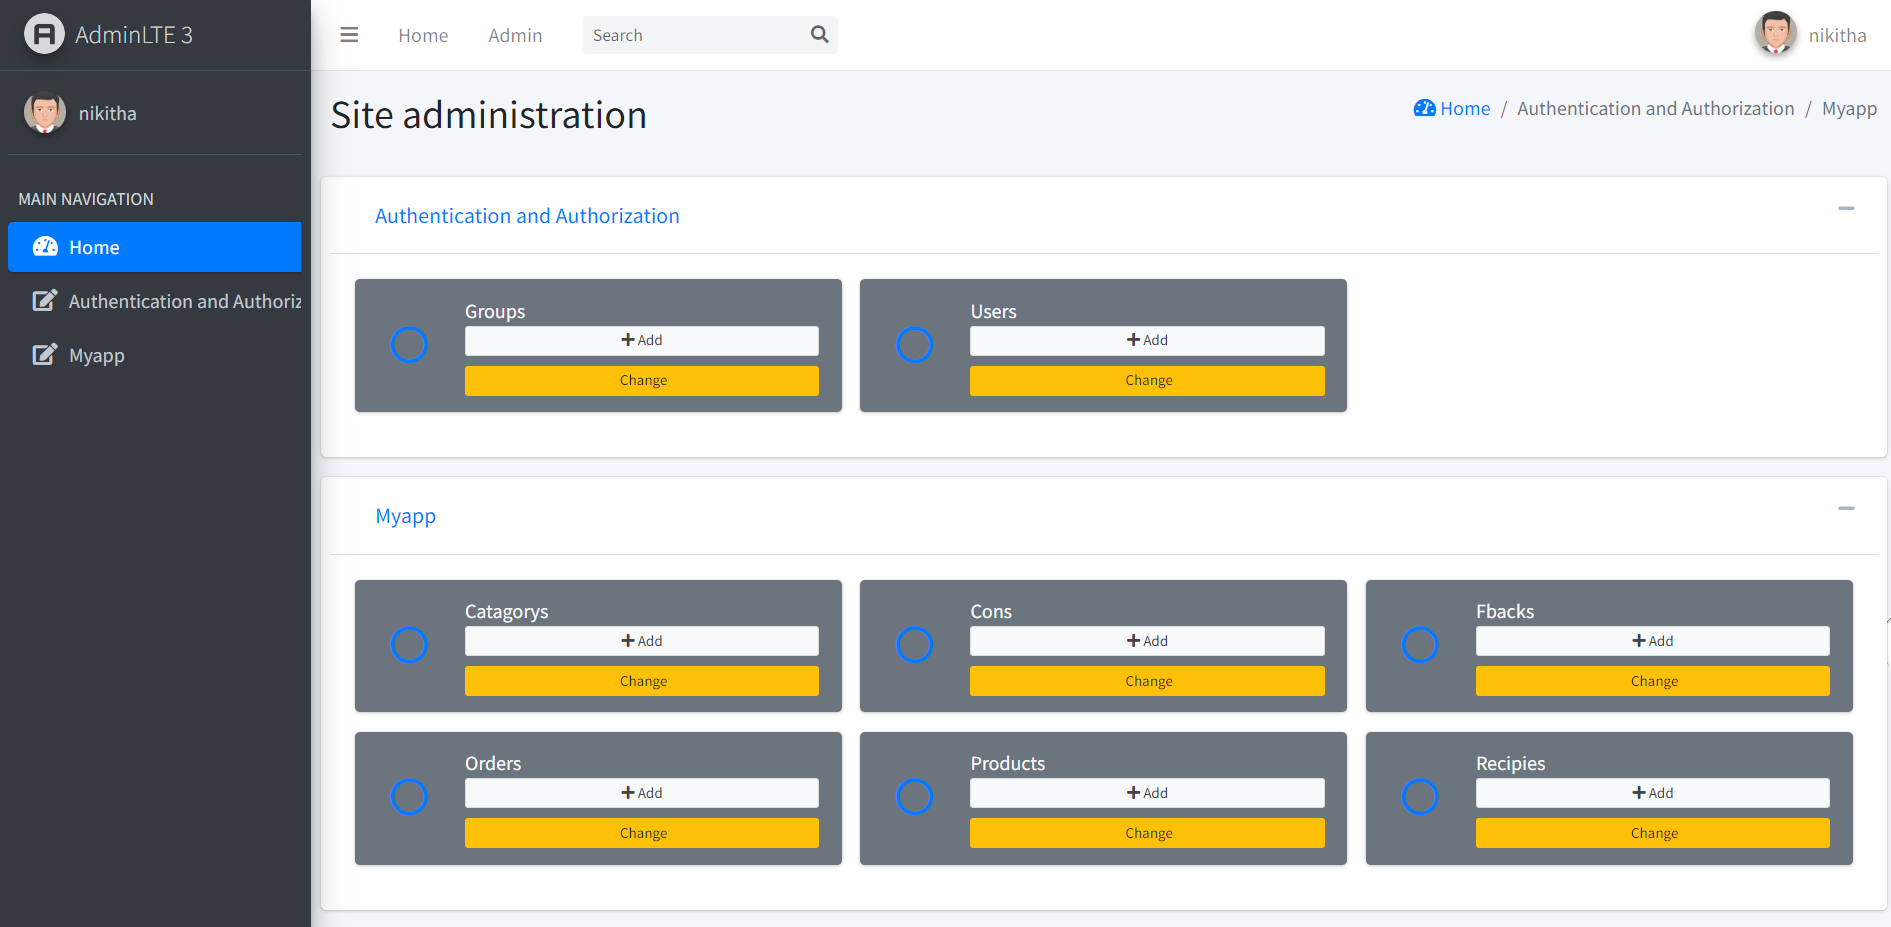 AdminLTE 3
Home Admin Search nikitha
nikitha
Site administration
Home / Authentication and Authorization / Myapp
MAIN NAVIGATION
Home
Authentication and Authoriz
Myapp
Authentication and Authorization
Groups
Add
Change
Users
Add
Change
Myapp
Catagorys
Add
Change
Cons
Add
Change
Fbacks
Add
Change
Orders
Add
Change
Products
Add
Change
Recipies
Add
Change